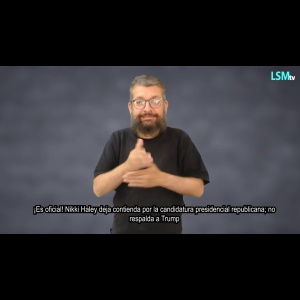 LSMtv
¡Es oficial! Nikki Haley deja contienda por la candidatura presidencial republicana; no
respalda a Trump